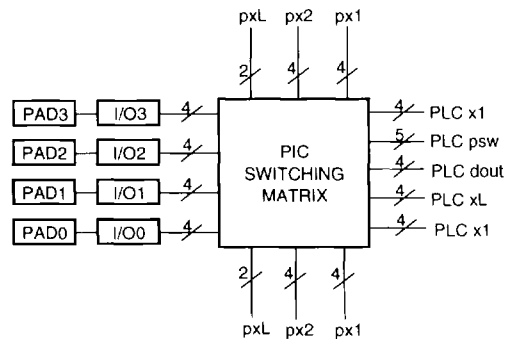 pxL px2 px1
2 4 4
PAD3 I/O3 4
PAD2 I/O2 4
PAD1 I/O1 4
PAD0 I/O0 4
PIC
SWITCHING
MATRIX
4 PLC x1
5 PLC psw
4 PLC dout
4 PLC xL
4 PLC x1
2 4 4
pxL px2 px1